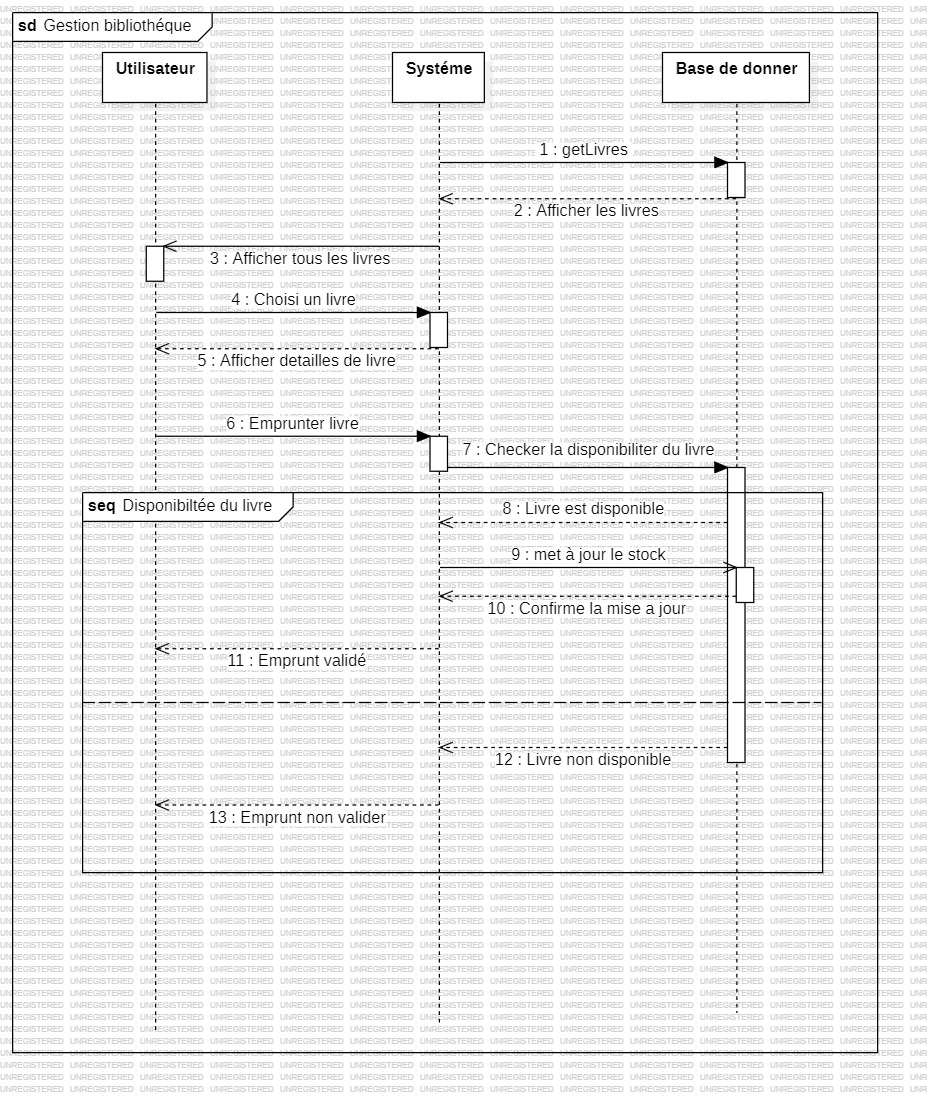 sd Gestion bibliothéque
Utilisateur
Systéme
Base de donner
1 : getLivres
2 : Afficher les livres
3 : Afficher tous les livres
4 : Choisi un livre
5 : Afficher detailles de livre
6 : Emprunter livre
7 : Checker la disponibiliter du livre
seq Disponibiltée du livre
8 : Livre est disponible
9 : met à jour le stock
10 : Confirme la mise a jour
11 : Emprunt validé
12 : Livre non disponible
13 : Emprunt non valider
UNREGISTERED